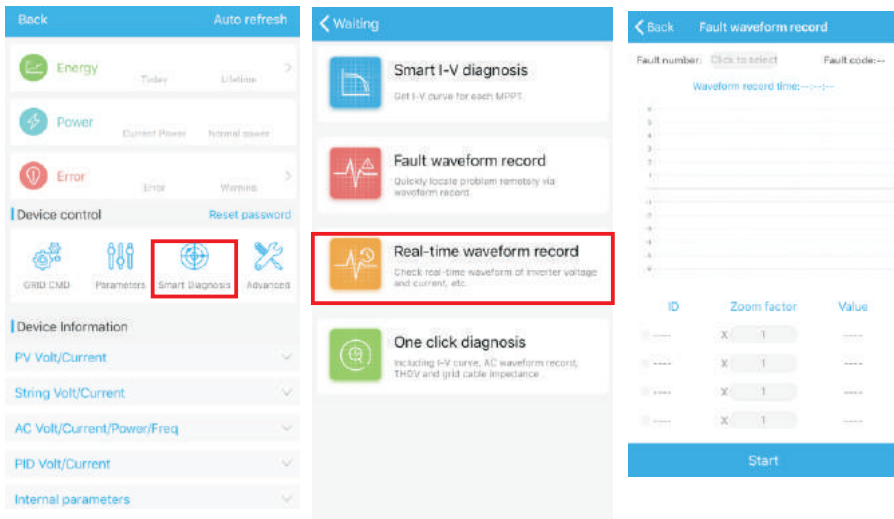 Back Auto refresh
Energy
Today Lifetime
Power
Current Power Normal power
Error
Error Warning
Device control Reset password
GRID CMD Parameters Smart Diagnosis Advanced
Device Information
PV Volt/Current
String Volt/Current
AC Volt/Current/Power/Freq
PID Volt/Current
Internal parameters
Waiting
Smart I-V diagnosis
Get I-V curve for each MPPT.
Fault waveform record
Quickly locate problem remotely via
waveform record.
Real-time waveform record
Check real-time waveform of inverter voltage
and current, etc.
One click diagnosis
Including I-V curve, AC waveform record,
THDV and grid cable impedance .
Back Fault waveform record
Fault number: Click to select Fault code:--
Waveform record time:--:--:--
ID Zoom factor Value
----- X 1 -----
----- X 1 -----
----- X 1 -----
----- X 1 -----
Start